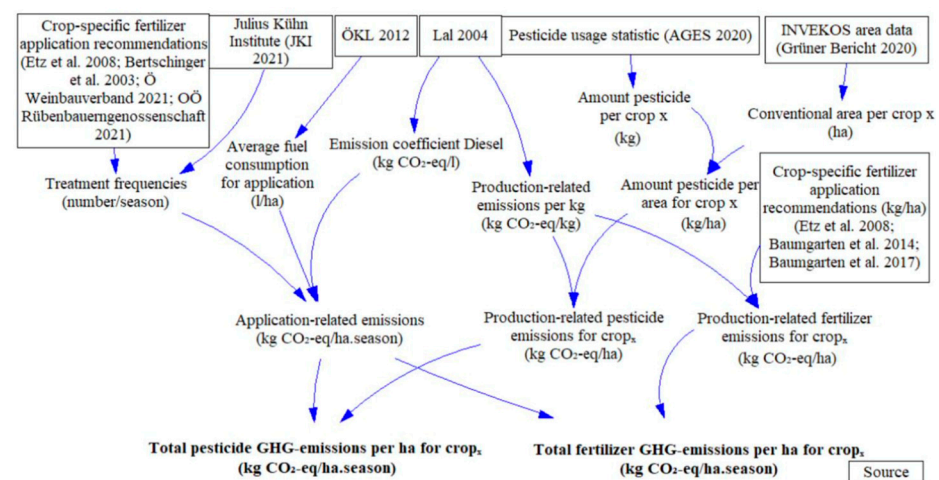 Crop-specific fertilizer
application recommendations
(Etz et al. 2008; Bertschinger
et al. 2003; Ö
Weinbauverband 2021; OÖ
Rübenbauerngenossenschaft
2021)
Julius Kühn
Institute (JKI
2021)
ÖKL 2012
Lal 2004
Pesticide usage statistic (AGES 2020)
INVEKOS area data
(Grüner Bericht 2020)
Amount pesticide
per crop x
(kg)
Conventional area per crop x
(ha)
Average fuel
consumption
for application
(l/ha)
Emission coefficient Diesel
(kg CO₂-eq/l)
Treatment frequencies
(number/season)
Production-related
emissions per kg
(kg CO₂-eq/kg)
Amount pesticide per
area for crop x
(kg/ha)
Crop-specific fertilizer
application
recommendations (kg/ha)
(Etz et al. 2008;
Baumgarten et al. 2014;
Baumgarten et al. 2017)
Application-related emissions
(kg CO₂-eq/ha.season)
Production-related pesticide
emissions for cropₓ
(kg CO₂-eq/ha)
Production-related fertilizer
emissions for cropₓ
(kg CO₂-eq/ha)
Total pesticide GHG-emissions per ha for cropₓ
(kg CO₂-eq/ha.season)
Total fertilizer GHG-emissions per ha for cropₓ
(kg CO₂-eq/ha.season)
Source